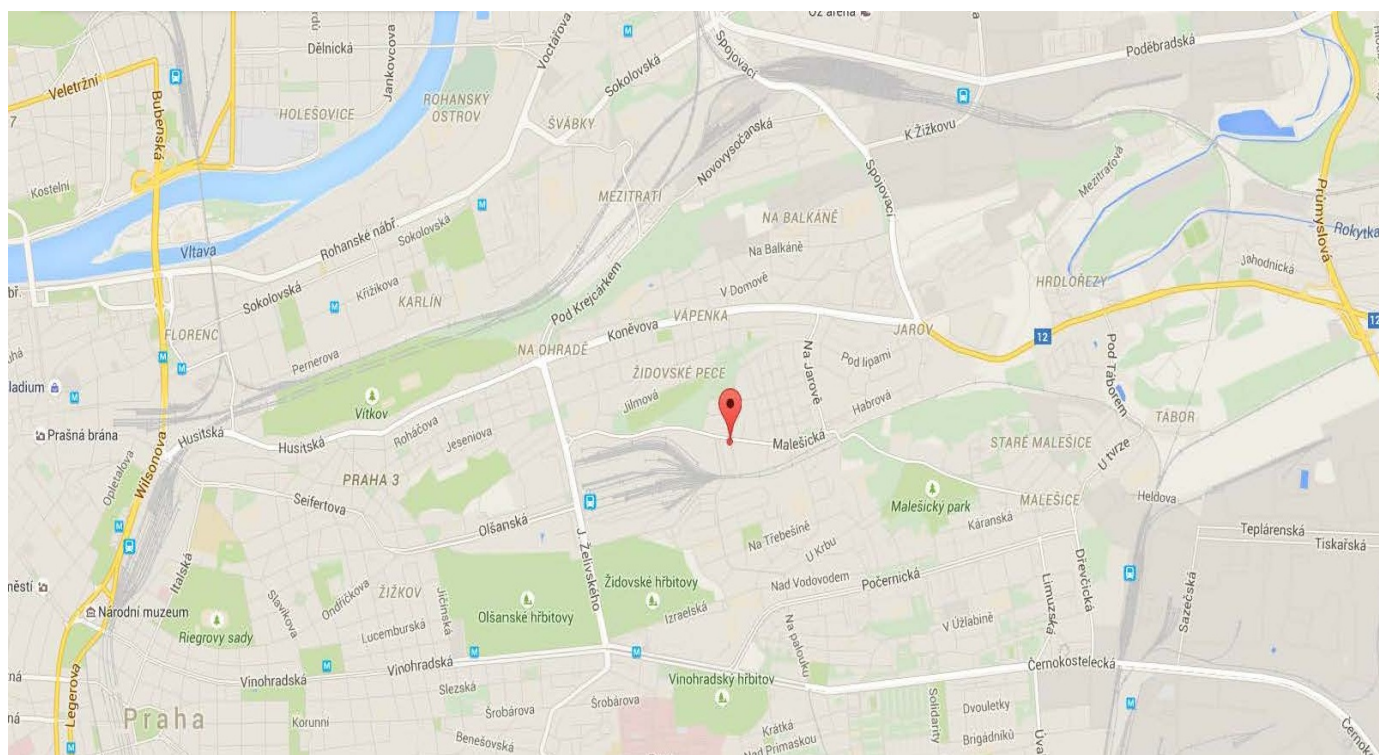 O2 arena
Dělnická
Jankovcova
Voctářova
Sokolovská
Spojovací
Poděbradská
Veletržní
7
Bubenská
HOLEŠOVICE
ROHANSKÝ
OSTROV
ŠVÁBKY
Novovysočanská
K Žižkovu
Spojovací
Mezitraťová
Průmyslová
Rokytka
Kostelní
MEZITRATÍ
NA BALKÁNĚ
Na Balkáně
Vltava
Rohanské nábř.
Sokolovská
Jahodnická
HRDLOŘEZY
Křižíkova
KARLÍN
Pod Krejcárkem
V Domově
Sokolovská
FLORENC
Pernerova
NA OHRADĚ
Koněvova
VÁPENKA
JAROV
12
12
Pod lipami
Na Jarově
Pod Táborem
ŽIDOVSKÉ PECE
Jilmová
Habrová
TÁBOR
Vítkov
Prašná brána
Husitská
Husitská
Roháčova
Jeseniova
Malešická
STARÉ MALEŠICE
U tvrze
Opletalova
Wilsonova
PRAHA 3
Seifertova
Malešický park
MALEŠICE
Heldova
Olšanská
J. Želivského
Na Třebešíně
U Krbu
Káranská
Teplárenská
Tiskařská
Italská
Nad Vodovodem
Počernická
Limuzská
Dřevčická
Sazečská
Národní muzeum
Riegrovy sady
Slavíkova
Ondříčkova
ŽIŽKOV
Jičínská
Lucemburská
Olšanské hřbitovy
Židovské hřbitovy
Izraelská
Na palouku
V Úžlabině
Vinohradská
Vinohradská
Legerova
Slezská
Šrobárova
Šrobárova
Vinohradský hřbitov
Černokostelecká
Praha
Korunní
Benešovská
Krátká
Nad Primaskou
Solidarity
Dvouletky
Brigádníků